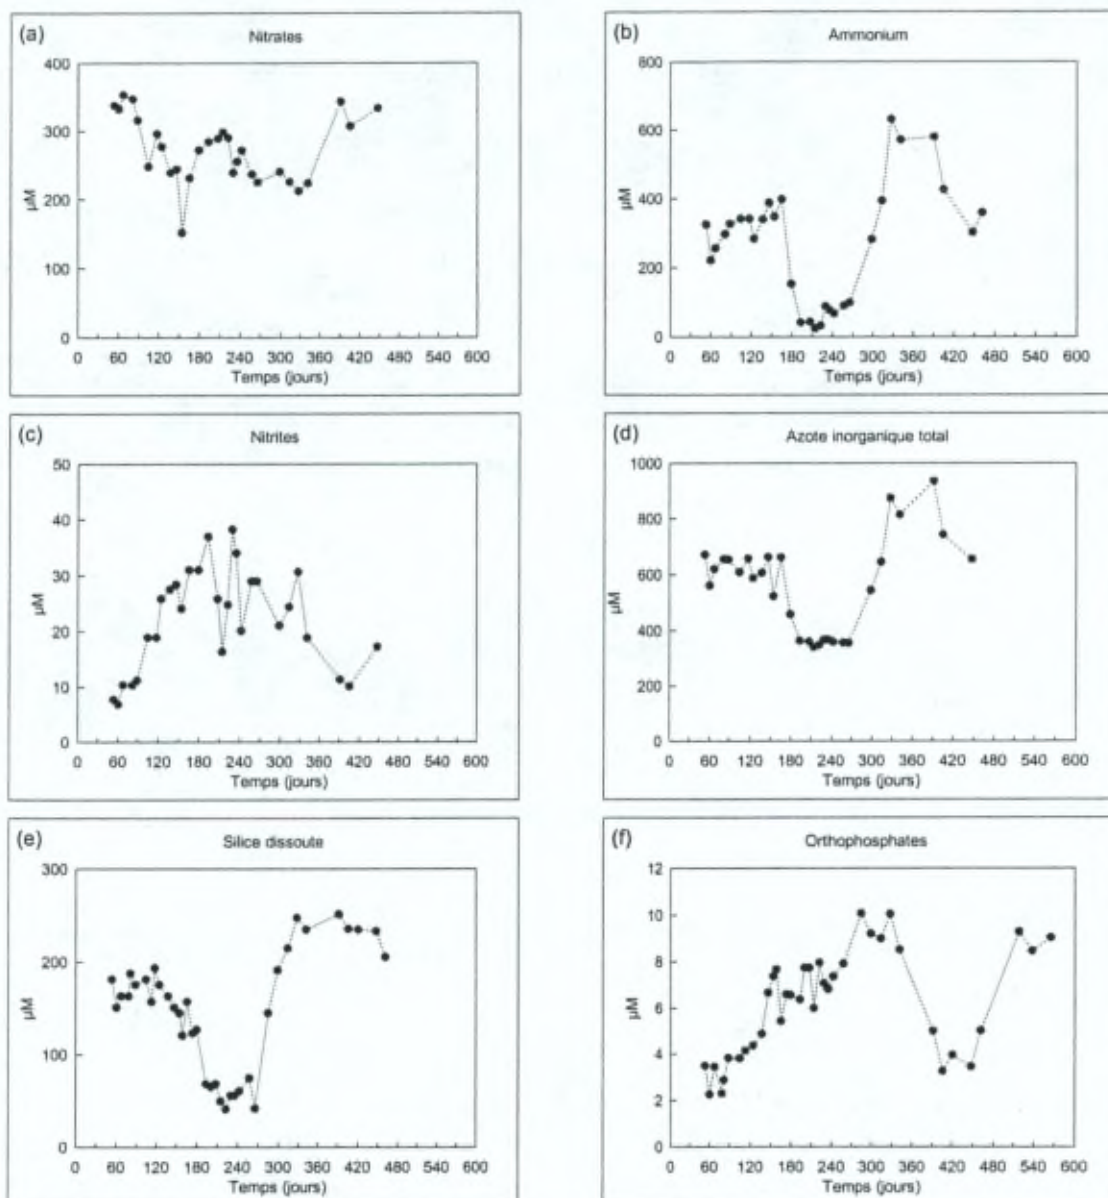 (a)
Nitrates
400
300
200
100
0
µM
0 60 120 180 240 300 360 420 480 540 600
Temps (jours)
(b)
Ammonium
800
600
400
200
0
µM
0 60 120 180 240 300 360 420 480 540 600
Temps (jours)
(c)
Nitrites
50
40
30
20
10
0
µM
0 60 120 180 240 300 360 420 480 540 600
Temps (jours)
(d)
Azote inorganique total
1000
800
600
400
200
0
µM
0 60 120 180 240 300 360 420 480 540 600
Temps (jours)
(e)
Silice dissoute
300
200
100
0
µM
0 60 120 180 240 300 360 420 480 540 600
Temps (jours)
(f)
Orthophosphates
12
10
8
6
4
2
0
µM
0 60 120 180 240 300 360 420 480 540 600
Temps (jours)